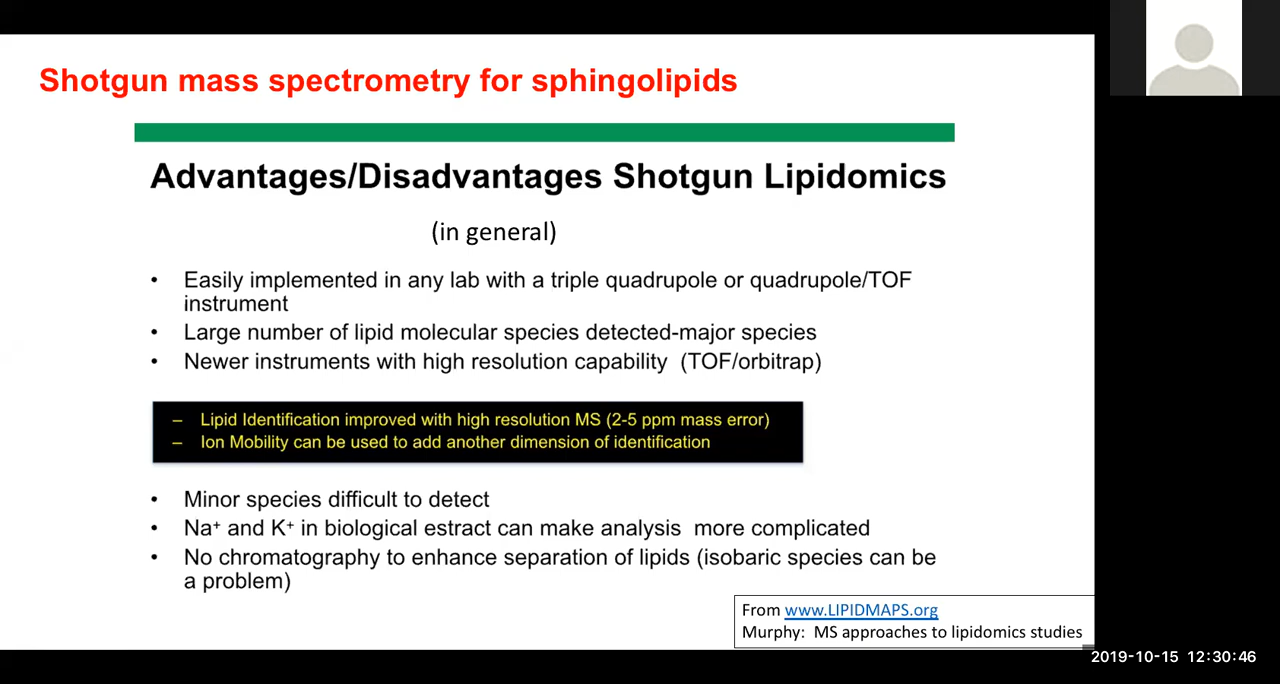 Shotgun mass spectrometry for sphingolipids
Advantages/Disadvantages Shotgun Lipidomics
(in general)
• Easily implemented in any lab with a triple quadrupole or quadrupole/TOF
instrument
• Large number of lipid molecular species detected-major species
• Newer instruments with high resolution capability (TOF/orbitrap)
– Lipid Identification improved with high resolution MS (2-5 ppm mass error)
– Ion Mobility can be used to add another dimension of identification
• Minor species difficult to detect
• Na⁺ and K⁺ in biological estract can make analysis more complicated
• No chromatography to enhance separation of lipids (isobaric species can be
a problem)
From www.LIPIDMAPS.org
Murphy: MS approaches to lipidomics studies
2019-10-15 12:30:46